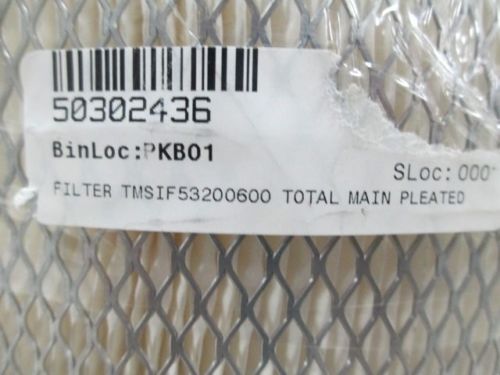 50302436
BinLoc:PKB01
SLoc:000
FILTER TMSIF53200600 TOTAL MAIN PLEATED